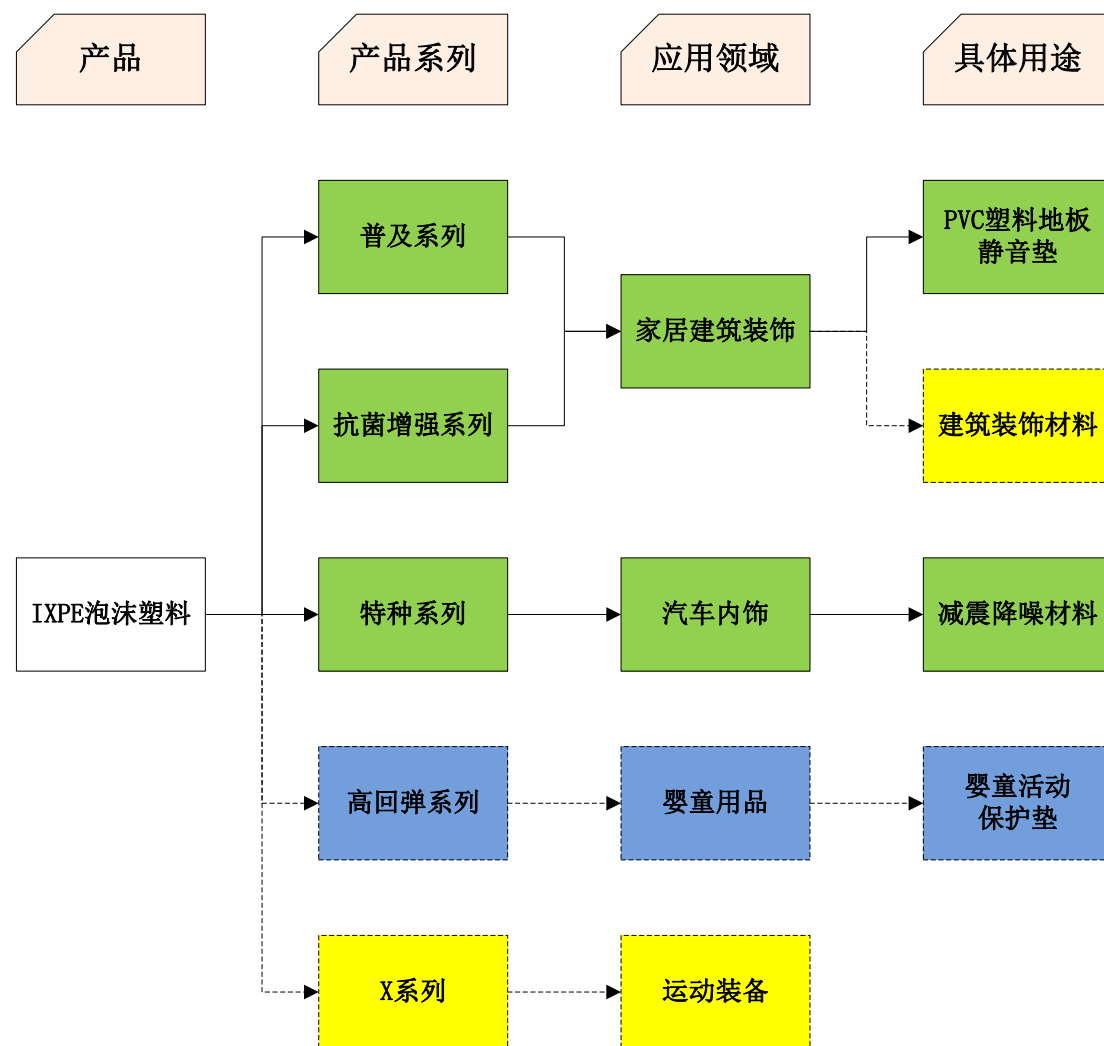 产品
产品系列
应用领域
具体用途
普及系列
PVC塑料地板
静音垫
家居建筑装饰
抗菌增强系列
建筑装饰材料
IXPE泡沫塑料
特种系列
汽车内饰
减震降噪材料
高回弹系列
婴童用品
婴童活动
保护垫
X系列
运动装备